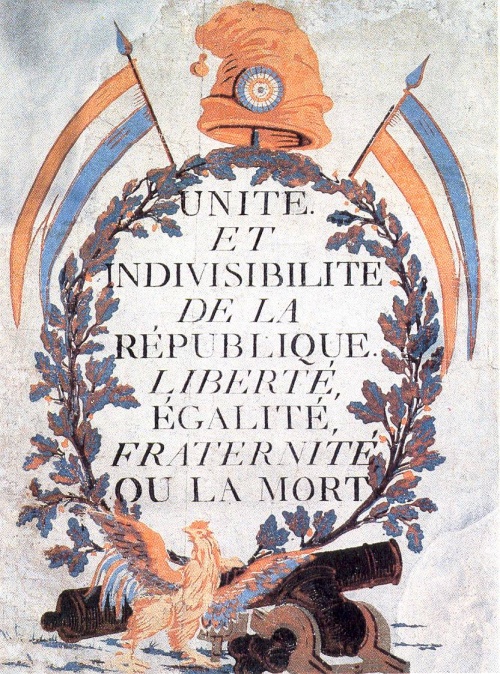 UNITE.
ET
INDIVISIBILITE
DE LA
RÉPUBLIQUE.
LIBERTÉ,
ÉGALITÉ,
FRATERNITÉ
OU LA MORT